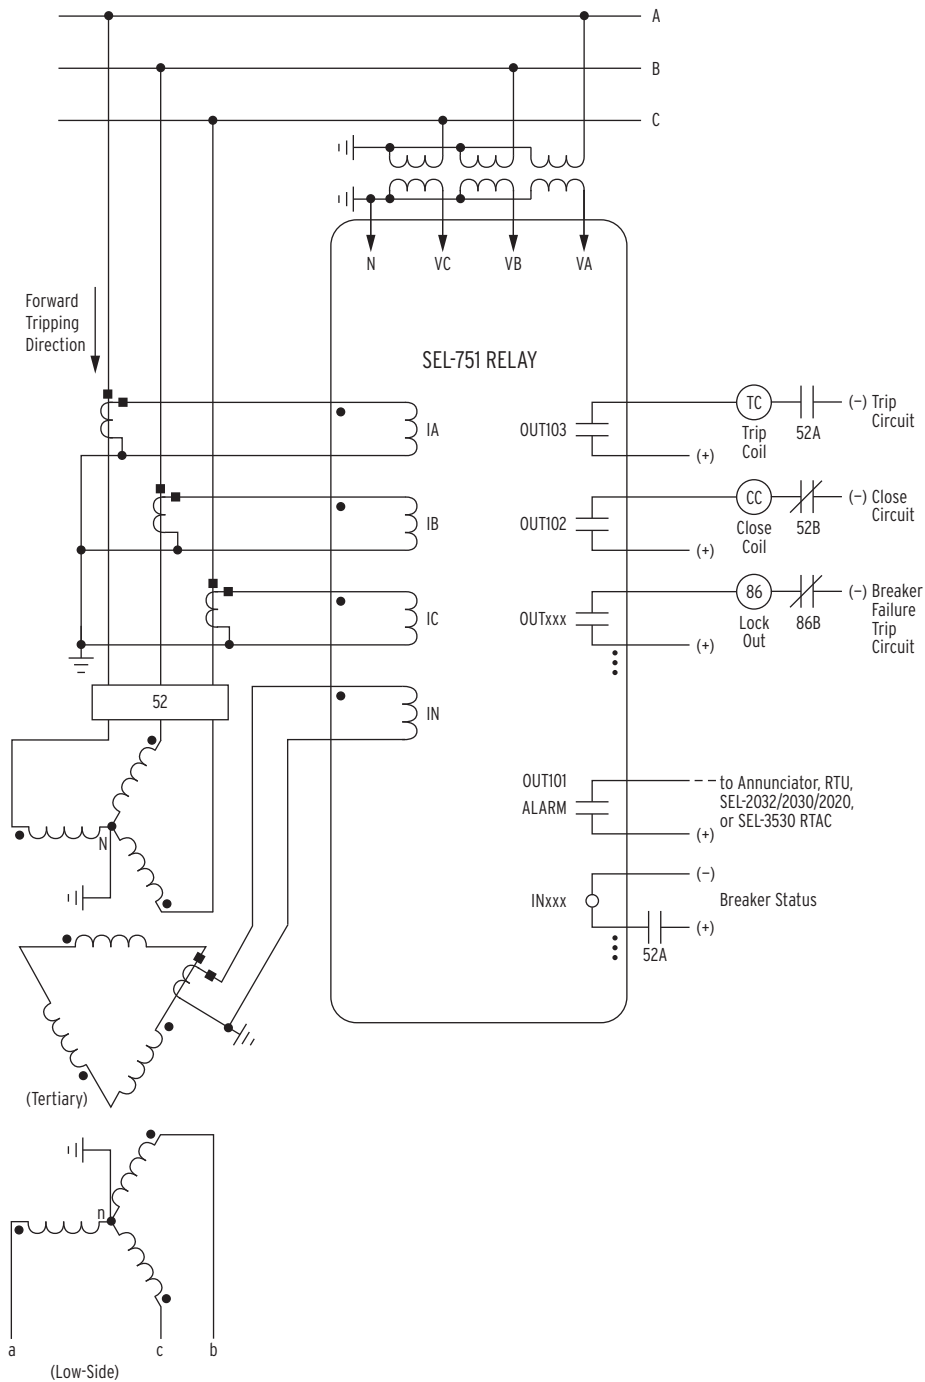 A
B
C
N
VC
VB
VA
Forward
Tripping
Direction
SEL-751 RELAY
IA
OUT103
TC
Trip
Coil
52A
(–) Trip
Circuit
(+)
IB
OUT102
CC
Close
Coil
52B
(–) Close
Circuit
(+)
IC
OUTxxx
86
Lock
Out
86B
(–) Breaker
Failure
Trip
Circuit
(+)
52
IN
OUT101
ALARM
to Annunciator, RTU,
SEL-2032/2030/2020,
or SEL-3530 RTAC
(+)
N
INxxx
(–)
Breaker Status
(+)
52A
(Tertiary)
n
a
c
b
(Low-Side)